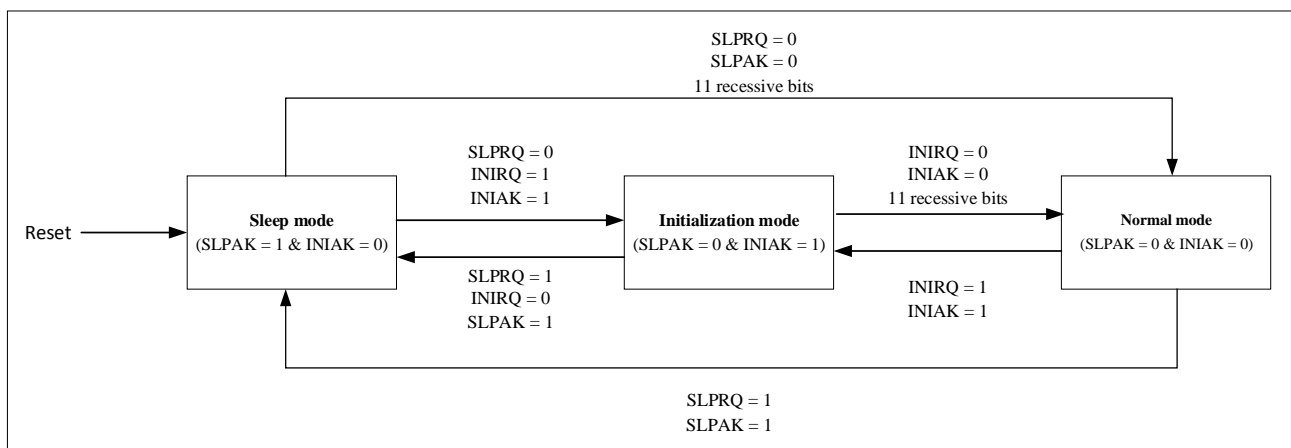 SLPRQ = 0
SLPAK = 0
11 recessive bits
SLPRQ = 0
INIRQ = 1
INIAK = 1
INIRQ = 0
INIAK = 0
11 recessive bits
Reset
Sleep mode
(SLPAK = 1 & INIAK = 0)
Initialization mode
(SLPAK = 0 & INIAK = 1)
Normal mode
(SLPAK = 0 & INIAK = 0)
SLPRQ = 1
INIRQ = 0
SLPAK = 1
INIRQ = 1
INIAK = 1
SLPRQ = 1
SLPAK = 1